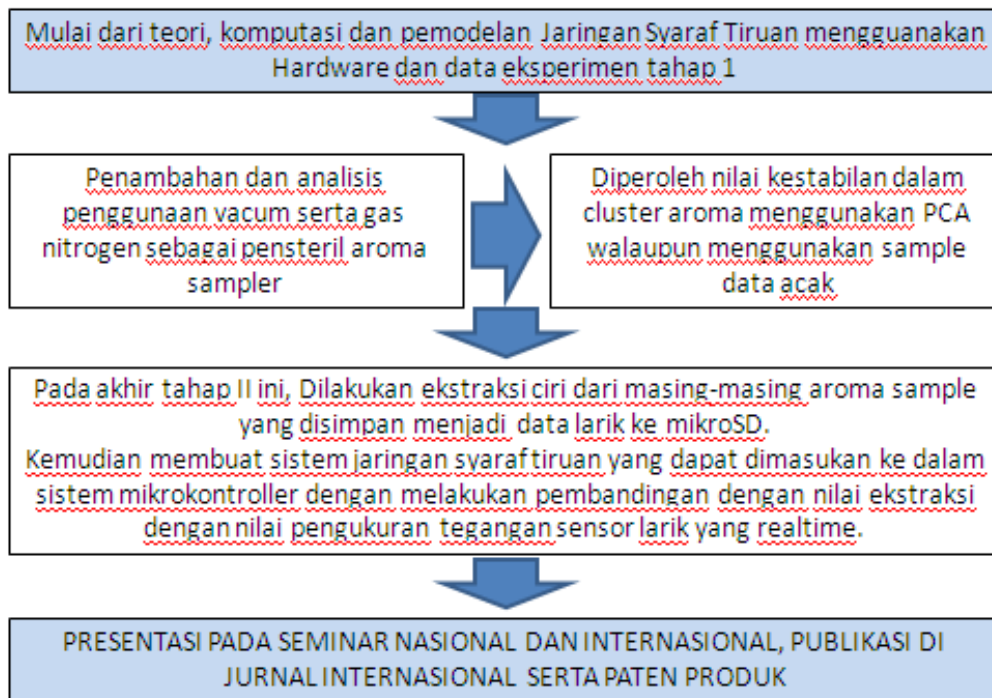 Mulai dari teori, komputasi dan pemodelan Jaringan Syaraf Tiruan mengguanakan
Hardware dan data eksperimen tahap 1
Penambahan dan analisis
penggunaan vacum serta gas
nitrogen sebagai pensteril aroma
sampler
Diperoleh nilai kestabilan dalam
cluster aroma menggunakan PCA
walaupun menggunakan sample
data acak
Pada akhir tahap II ini, Dilakukan ekstraksi ciri dari masing-masing aroma sample
yang disimpan menjadi data larik ke mikroSD.
Kemudian membuat sistem jaringan syaraf tiruan yang dapat dimasukan ke dalam
sistem mikrokontroller dengan melakukan pembandingan dengan nilai ekstraksi
dengan nilai pengukuran tegangan sensor larik yang realtime.
PRESENTASI PADA SEMINAR NASIONAL DAN INTERNASIONAL, PUBLIKASI DI
JURNAL INTERNASIONAL SERTA PATEN PRODUK